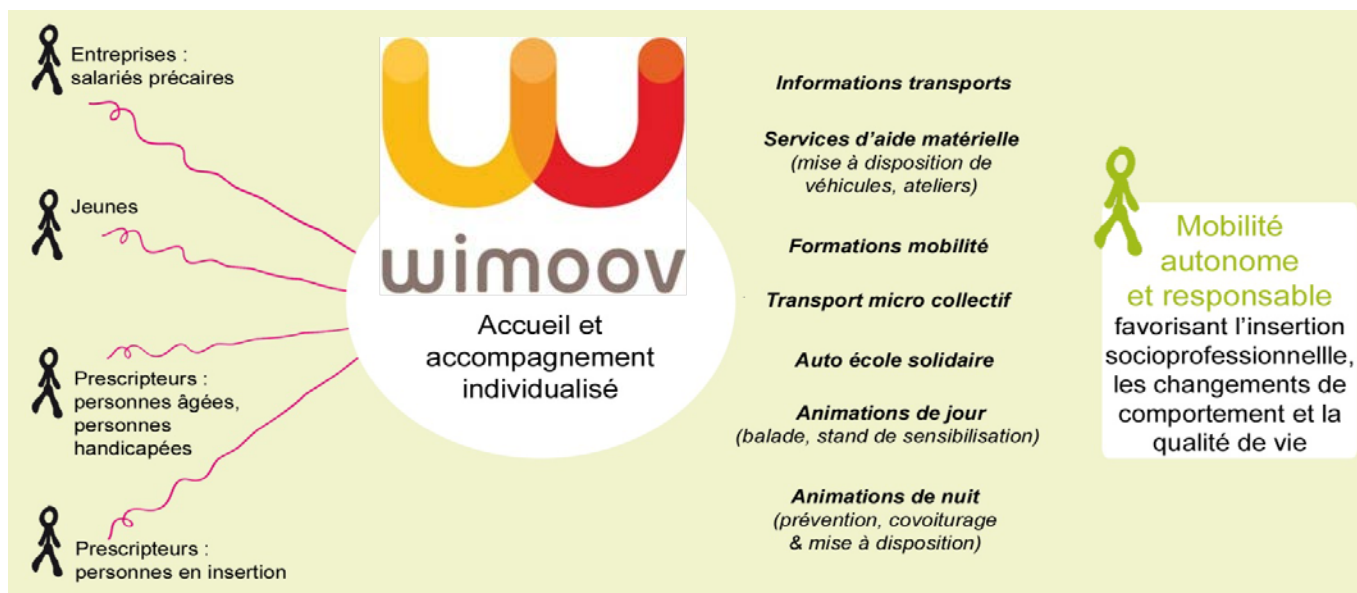 Entreprises :
salariés précaires
Jeunes
Prescripteurs :
personnes âgées,
personnes
handicapées
Prescripteurs :
personnes en insertion
wimoov
Accueil et
accompagnement
individualisé
Informations transports
Services d'aide matérielle
(mise à disposition de
véhicules, ateliers)
Formations mobilité
Transport micro collectif
Auto école solidaire
Animations de jour
(balade, stand de sensibilisation)
Animations de nuit
(prévention, covoiturage
& mise à disposition)
Mobilité
autonome
et responsable
favorisant l'insertion
socioprofessionnellle,
les changements de
comportement et la
qualité de vie